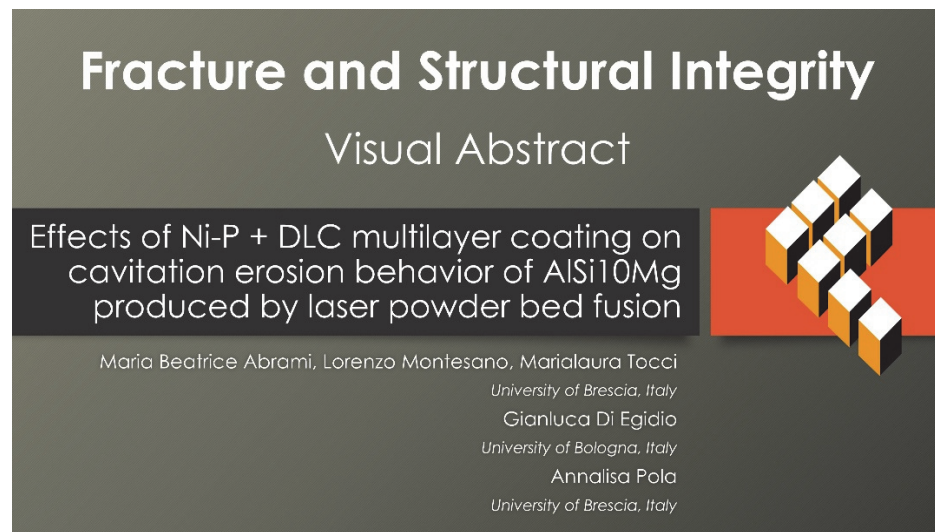 Fracture and Structural Integrity
Visual Abstract
Effects of Ni-P + DLC multilayer coating on
cavitation erosion behavior of AlSi10Mg
produced by laser powder bed fusion
Maria Beatrice Abrami, Lorenzo Montesano, Marialaura Tocci
University of Brescia, Italy
Gianluca Di Egidio
University of Bologna, Italy
Annalisa Pola
University of Brescia, Italy